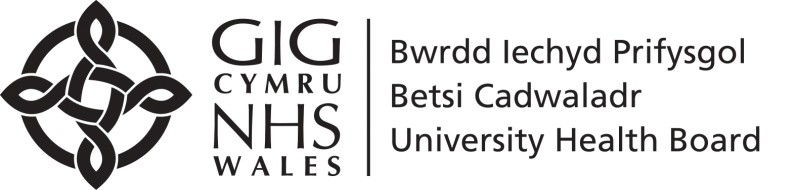 GIG
CYMRU
NHS
WALES
Bwrdd Iechyd Prifysgol
Betsi Cadwaladr
University Health Board